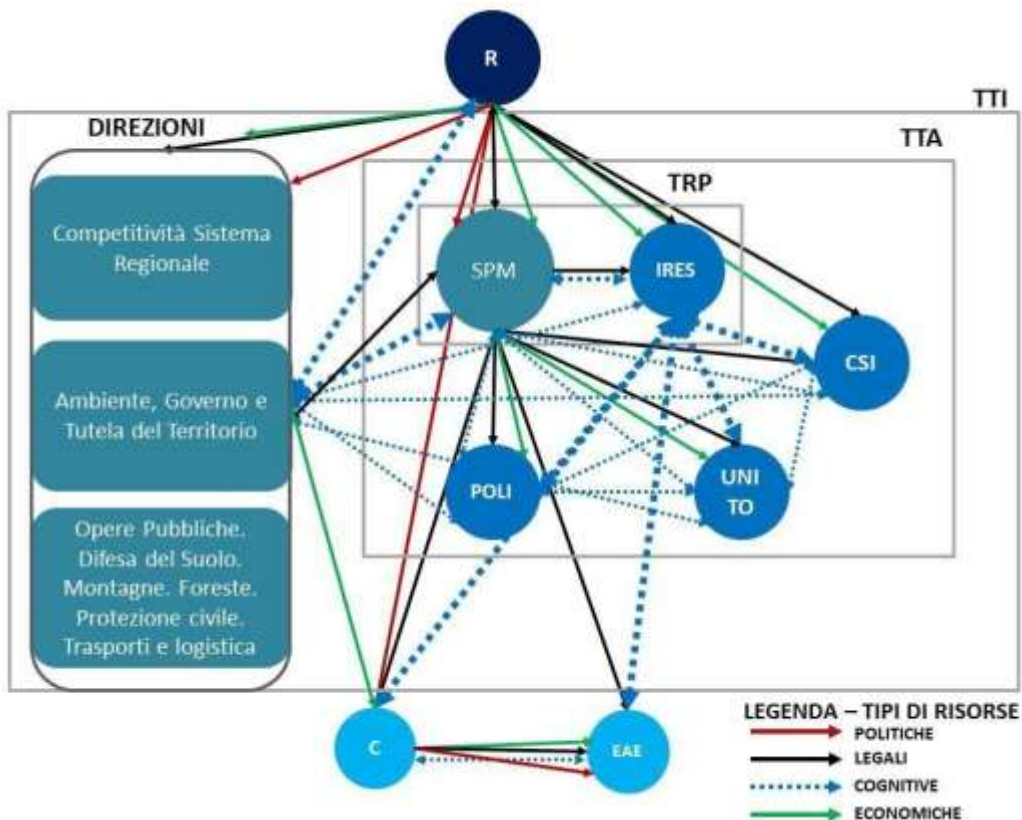 R
TTI
DIREZIONI
TTA
TRP
Competitività Sistema
Regionale
SPM
IRES
CSI
Ambiente, Governo e
Tutela del Territorio
POLI
UNI
TO
Opere Pubbliche.
Difesa del Suolo.
Montagne. Foreste.
Protezione civile.
Trasporti e logistica
C
EAE
LEGENDA – TIPI DI RISORSE
POLITICHE
LEGALI
COGNITIVE
ECONOMICHE